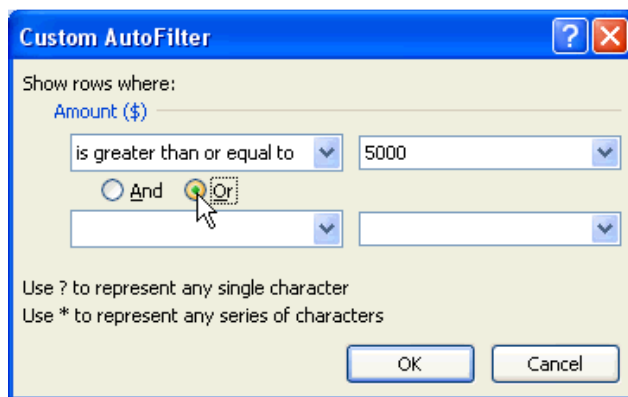 Custom AutoFilter
Show rows where:
Amount ($)
is greater than or equal to 5000
And Or
Use ? to represent any single character
Use * to represent any series of characters
OK Cancel